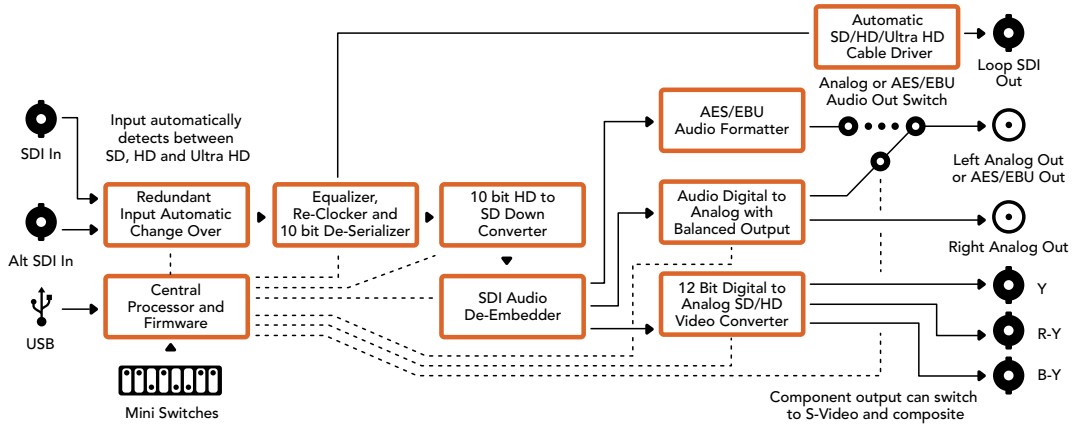 Automatic
SD/HD/Ultra HD
Cable Driver
Loop SDI
Out
Analog or AES/EBU
Audio Out Switch
SDI In
Input automatically
detects between
SD, HD and Ultra HD
AES/EBU
Audio Formatter
Left Analog Out
or AES/EBU Out
Alt SDI In
Redundant
Input Automatic
Change Over
Equalizer,
Re-Clocker and
10 bit De-Serializer
10 bit HD to
SD Down
Converter
Audio Digital to
Analog with
Balanced Output
Right Analog Out
USB
Central
Processor and
Firmware
SDI Audio
De-Embedder
12 Bit Digital to
Analog SD/HD
Video Converter
Y
R-Y
B-Y
Mini Switches
Component output can switch
to S-Video and composite